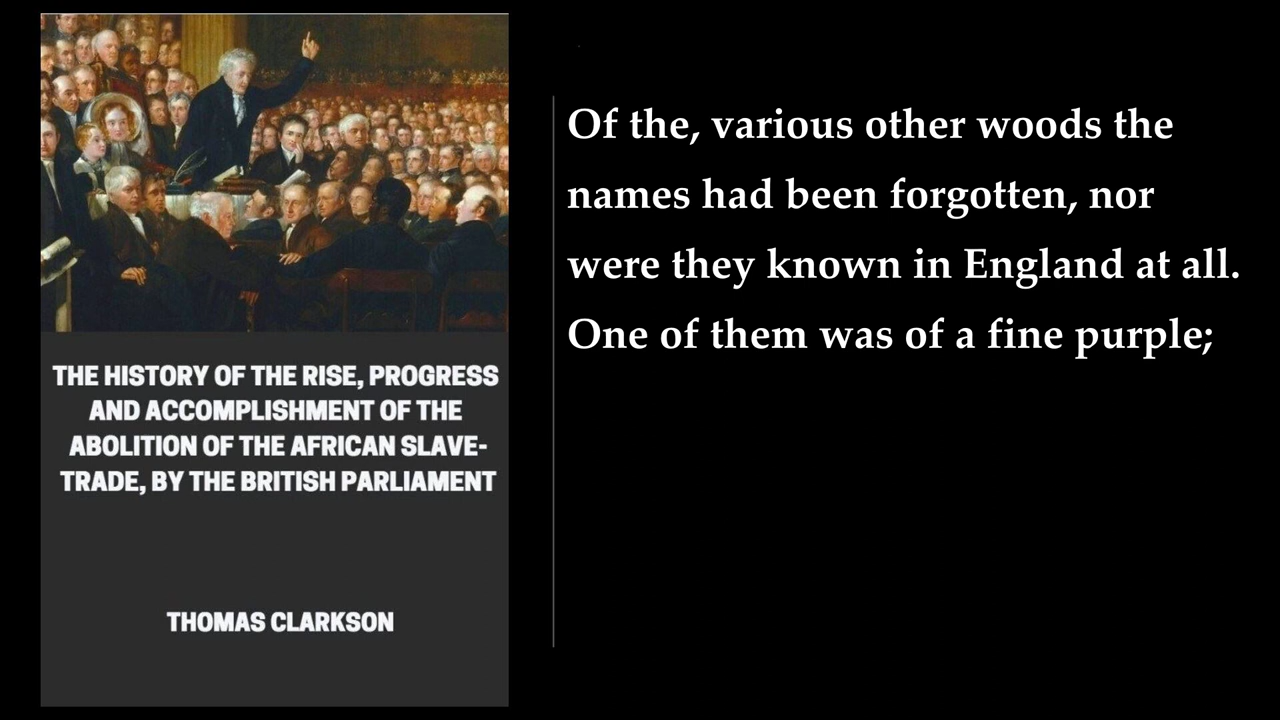 THE HISTORY OF THE RISE, PROGRESS
AND ACCOMPLISHMENT OF THE
ABOLITION OF THE AFRICAN SLAVE-
TRADE, BY THE BRITISH PARLIAMENT
THOMAS CLARKSON
Of the, various other woods the
names had been forgotten, nor
were they known in England at all.
One of them was of a fine purple;